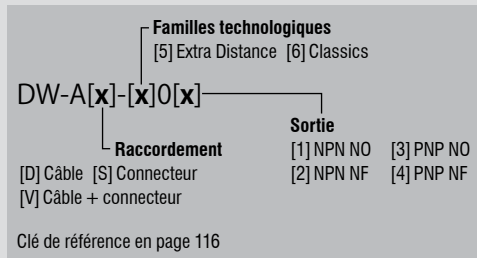 Familles technologiques
[5] Extra Distance [6] Classics
DW-A[x]-[x]0[x]
Sortie
Raccordement
[1] NPN NO [3] PNP NO
[D] Câble [S] Connecteur
[2] NPN NF [4] PNP NF
[V] Câble + connecteur
Clé de référence en page 116